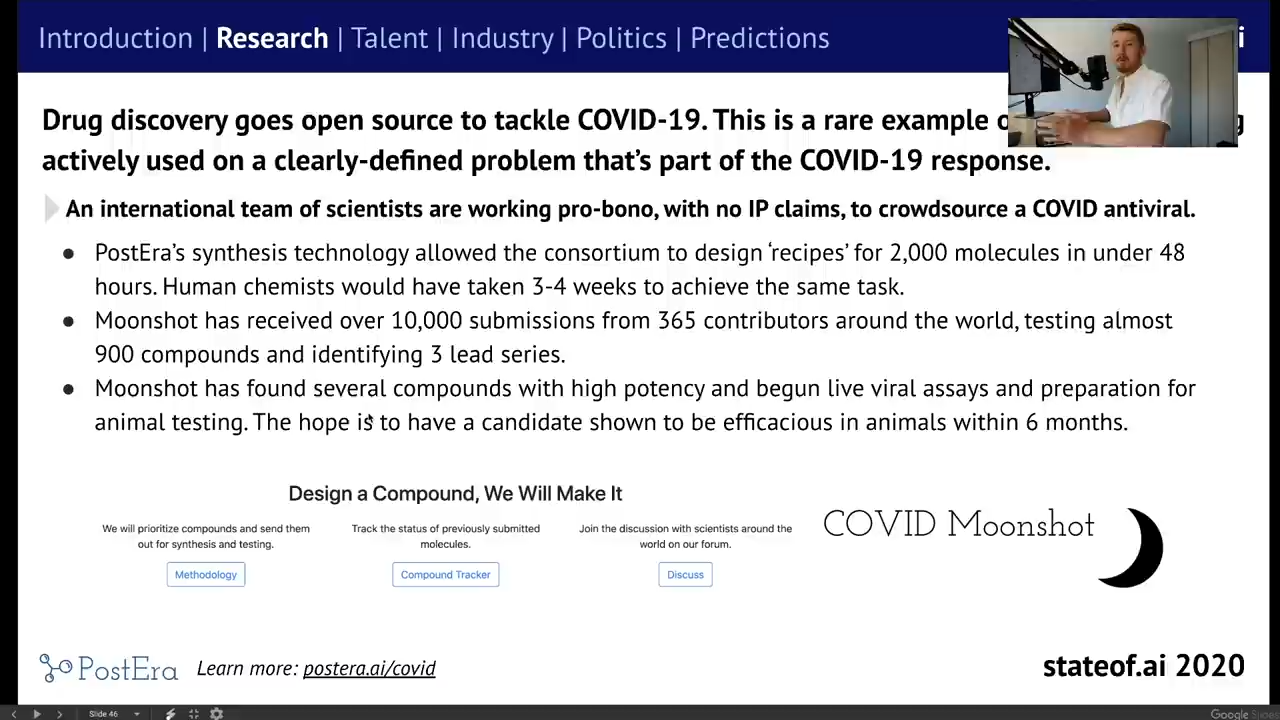 Introduction | Research | Talent | Industry | Politics | Predictions
Drug discovery goes open source to tackle COVID-19. This is a rare example
actively used on a clearly-defined problem that's part of the COVID-19 response.
An international team of scientists are working pro-bono, with no IP claims, to crowdsource a COVID antiviral.
● PostEra's synthesis technology allowed the consortium to design 'recipes' for 2,000 molecules in under 48
hours. Human chemists would have taken 3-4 weeks to achieve the same task.
● Moonshot has received over 10,000 submissions from 365 contributors around the world, testing almost
900 compounds and identifying 3 lead series.
● Moonshot has found several compounds with high potency and begun live viral assays and preparation for
animal testing. The hope is to have a candidate shown to be efficacious in animals within 6 months.
Design a Compound, We Will Make It
We will prioritize compounds and send them
out for synthesis and testing.
Methodology
Track the status of previously submitted
molecules.
Compound Tracker
Join the discussion with scientists around the
world on our forum.
Discuss
COVID Moonshot
PostEra
Learn more: postera.ai/covid
stateof.ai 2020
Slide 46
Google Slides